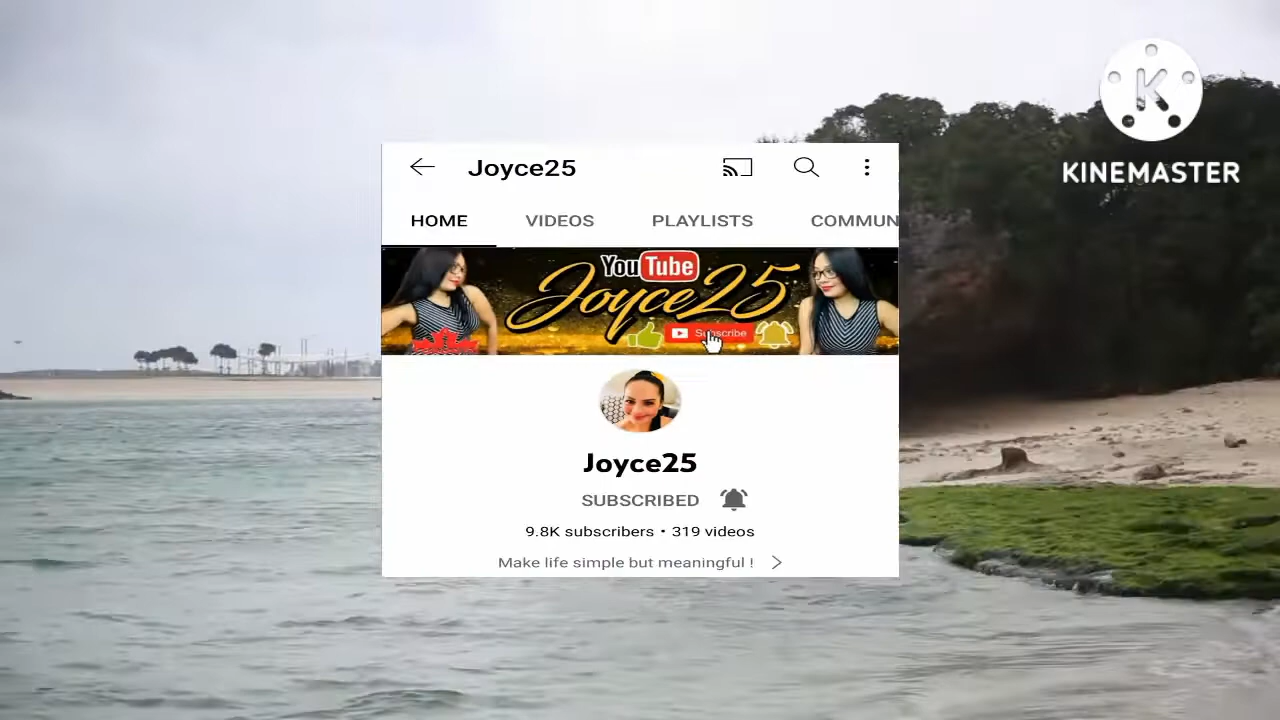 KINEMASTER
Joyce25
HOME VIDEOS PLAYLISTS COMMUN
YouTube
Joyce25
Subscribe
Joyce25
SUBSCRIBED
9.8K subscribers • 319 videos
Make life simple but meaningful !